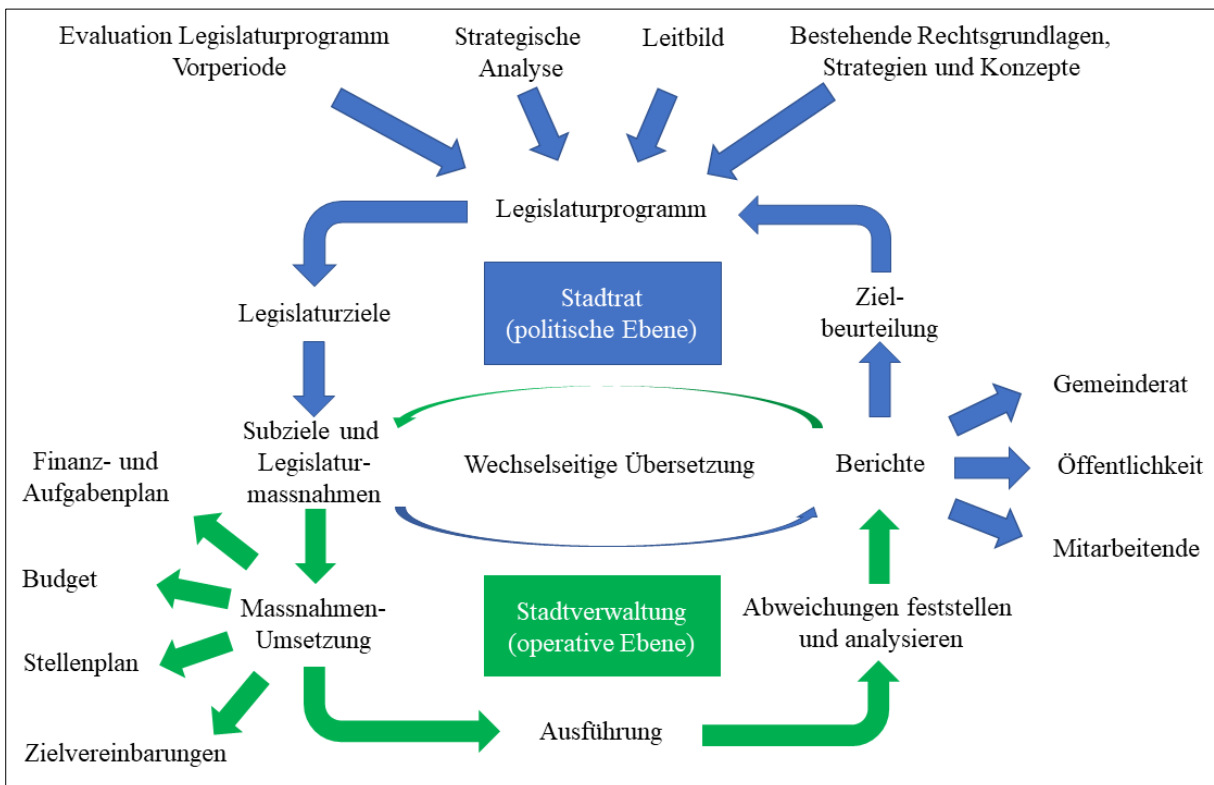 Evaluation Legislaturprogramm
Vorperiode
Strategische
Analyse
Leitbild
Bestehende Rechtsgrundlagen,
Strategien und Konzepte
Legislaturprogramm
Legislaturziele
Stadtrat
(politische Ebene)
Ziel-
beurteilung
Subziele und
Legislatur-
massnahmen
Wechselseitige Übersetzung
Berichte
Gemeinderat
Öffentlichkeit
Mitarbeitende
Finanz- und
Aufgabenplan
Budget
Stellenplan
Zielvereinbarungen
Massnahmen-
Umsetzung
Stadtverwaltung
(operative Ebene)
Abweichungen feststellen
und analysieren
Ausführung